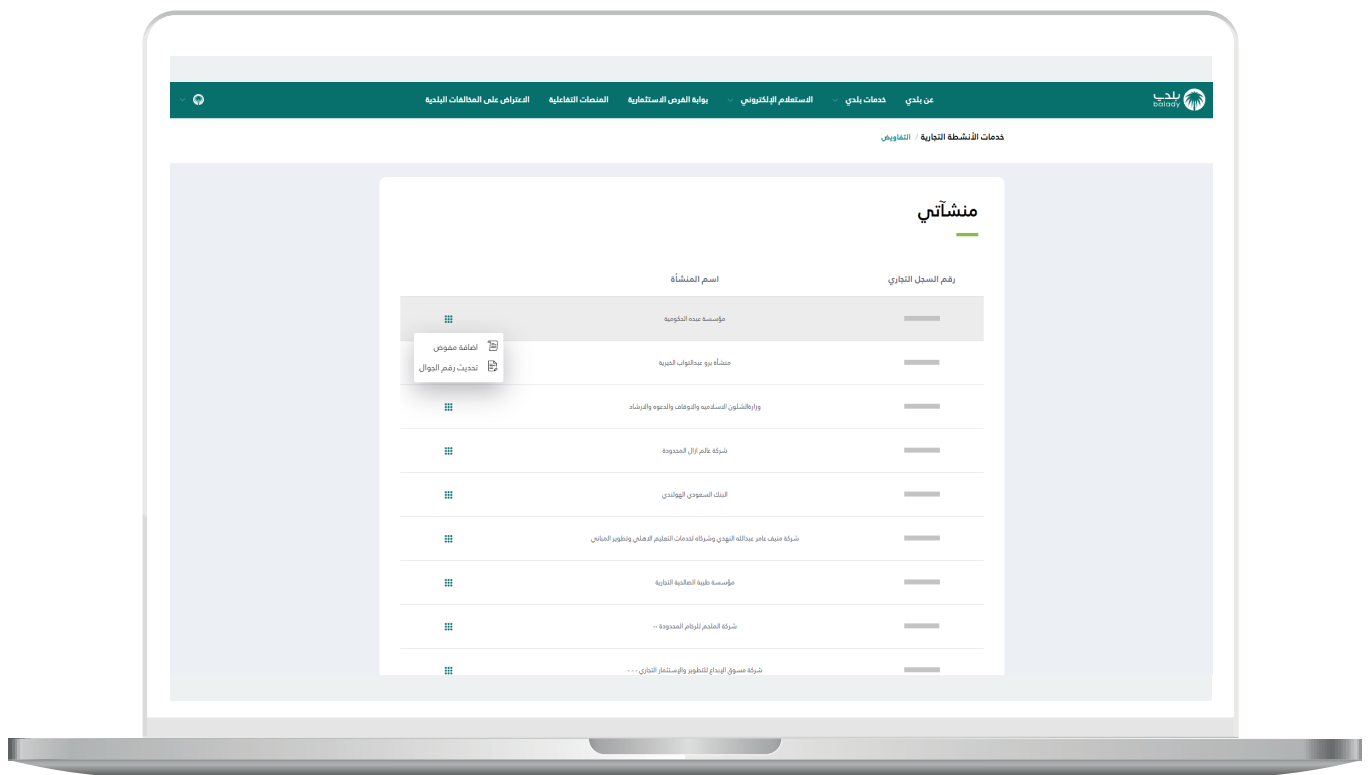 بلدي
balady
عن بلدي خدمات بلدي الاستعلام الإلكتروني بوابة الفرص الاستثمارية المنصات التفاعلية الاعتراض على المخالفات البلدية
خدمات الأنشطة التجارية / التفاويض
منشآتي
رقم السجل التجاري اسم المنشأة
مؤسسة عبده الحكومية
اضافة مفوض
تحديث رقم الجوال
منشأة برو عبدالتواب الخيرية
وزارةالشئون الاسلاميه والاوقاف والدعوه والارشاد
شركة عالم ازال المحدودة
البنك السعودي الهولندي
شركة منيف عامر عبدالله النهدي وشركاه لخدمات التعليم الاهلي وتطوير المباني
مؤسسة طيبة الصالحية التجارية
شركة الملحم للرخام المحدودة --
شركة مسوق الإبداع للتطوير والإستثمار التجاري - - -